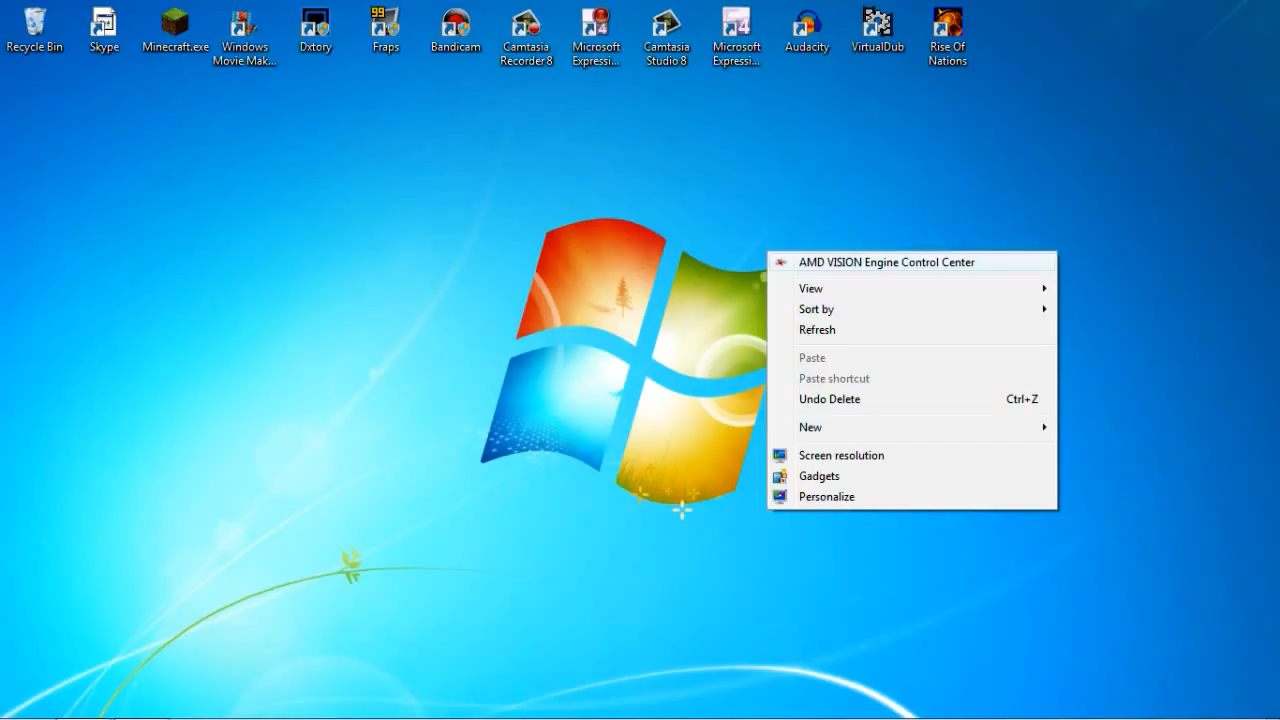 99
Recycle Bin
Skype
Minecraft.exe
Windows
Movie Mak...
Dxtory
Fraps
Bandicam
Camtasia
Recorder 8
Microsoft
Expressi...
Camtasia
Studio 8
Microsoft
Expressi...
Audacity
VirtualDub
Rise Of
Nations
AMD VISION Engine Control Center
View
Sort by
Refresh
Paste
Paste shortcut
Undo Delete Ctrl+Z
New
Screen resolution
Gadgets
Personalize